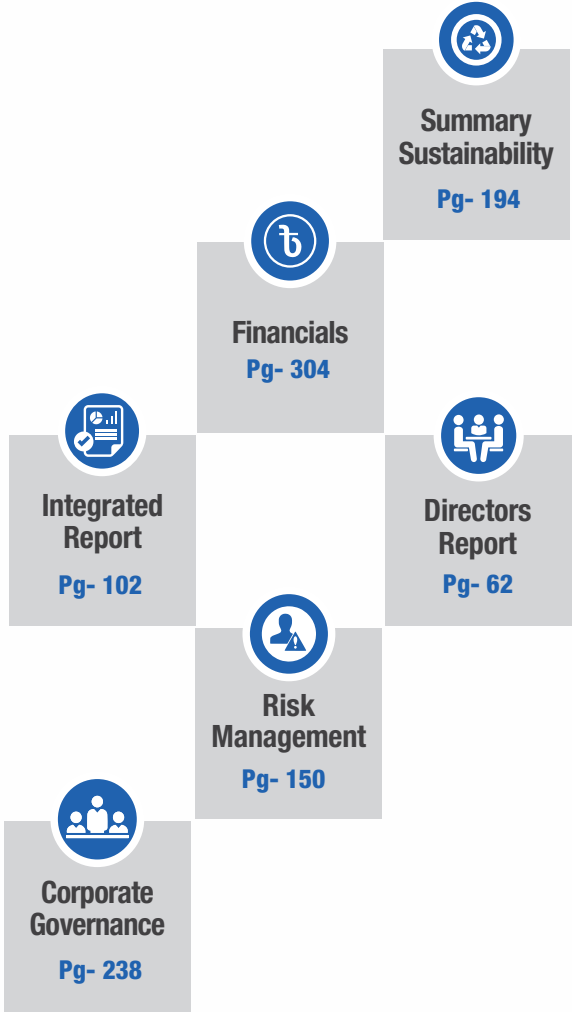 Summary
Sustainability
Pg- 194
৳
Financials
Pg- 304
Integrated
Report
Pg- 102
Directors
Report
Pg- 62
Risk
Management
Pg- 150
Corporate
Governance
Pg- 238